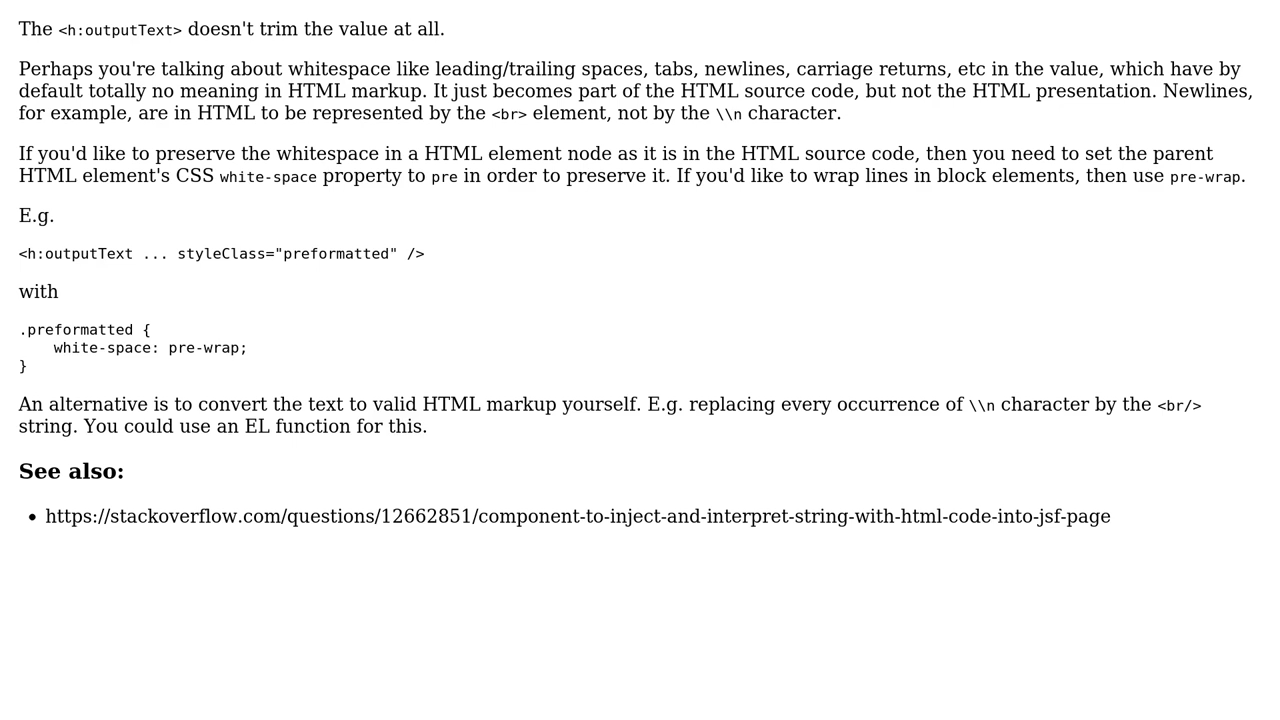 The <h:outputText> doesn't trim the value at all.
Perhaps you're talking about whitespace like leading/trailing spaces, tabs, newlines, carriage returns, etc in the value, which have by
default totally no meaning in HTML markup. It just becomes part of the HTML source code, but not the HTML presentation. Newlines,
for example, are in HTML to be represented by the <br> element, not by the \\n character.
If you'd like to preserve the whitespace in a HTML element node as it is in the HTML source code, then you need to set the parent
HTML element's CSS white-space property to pre in order to preserve it. If you'd like to wrap lines in block elements, then use pre-wrap.
E.g.
<h:outputText ... styleClass="preformatted" />
with
.preformatted {
    white-space: pre-wrap;
}
An alternative is to convert the text to valid HTML markup yourself. E.g. replacing every occurrence of \\n character by the <br/>
string. You could use an EL function for this.
See also:
• https://stackoverflow.com/questions/12662851/component-to-inject-and-interpret-string-with-html-code-into-jsf-page